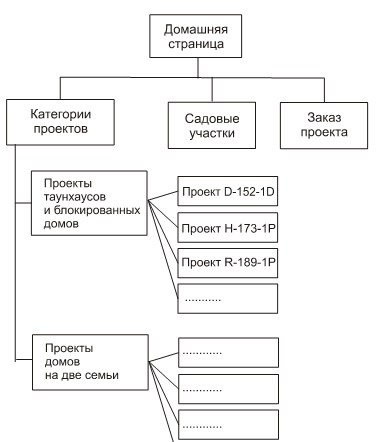 Домашняя
страница
Категории
проектов
Садовые
участки
Заказ
проекта
Проекты
таунхаусов
и блокированных
домов
Проект D-152-1D
Проект H-173-1P
Проект R-189-1P
...........
Проекты
домов
на две семьи
............
............
............